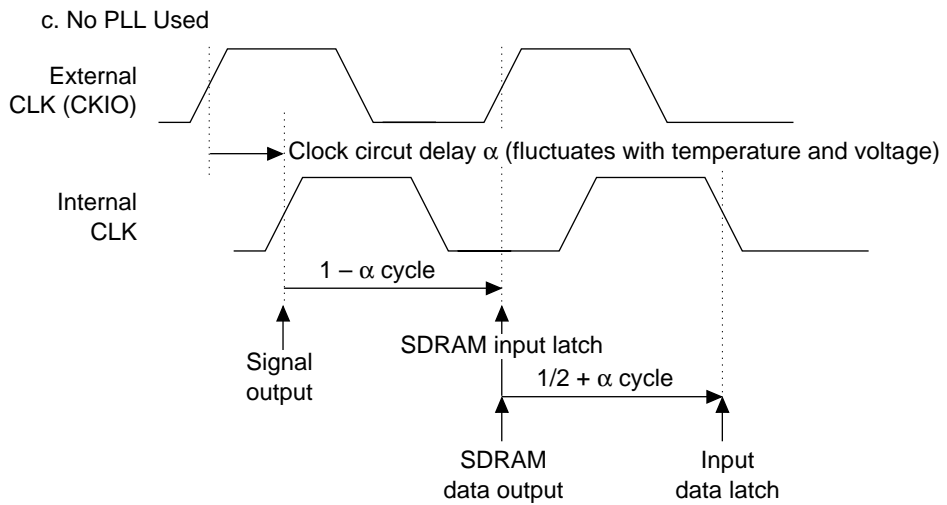 c. No PLL Used
External
CLK (CKIO)
Clock circut delay α (fluctuates with temperature and voltage)
Internal
CLK
1 – α cycle
Signal
output
SDRAM input latch
1/2 + α cycle
SDRAM
data output
Input
data latch